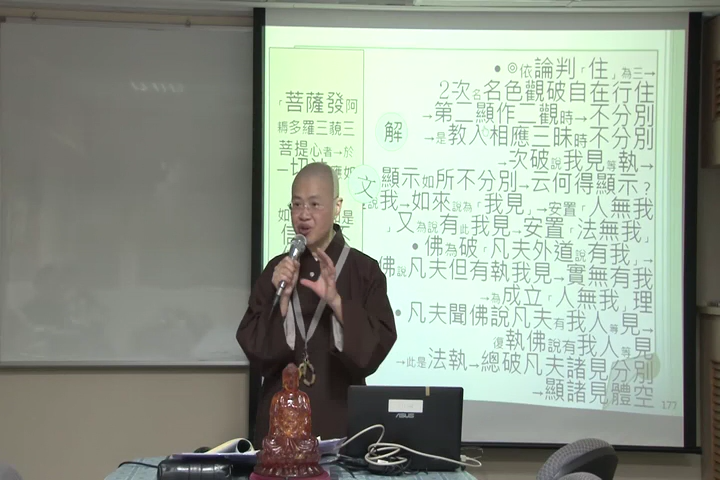 •◎依論判「住」為三→
2次名名色觀破自在行住
→第二顯作二觀時→不分別
→是教入相應三昧時不分別
→次破說我見等執→
顯示如所不分別→云何得顯示?
我→如來說為「我見」→安置「人無我」
又為說有此我見→安置「法無我」
•佛為破「凡夫外道說有我」→
佛說凡夫但有執我見→實無有我
→為成立「人無我」理
•凡夫聞佛說凡夫有我人等見→
復執佛說有我人等見
→此是法執→總破凡夫諸見分別
→顯諸見體空
177
解
文
「菩薩發阿
耨多羅三藐三
菩提心者→於
一切法
ASUS